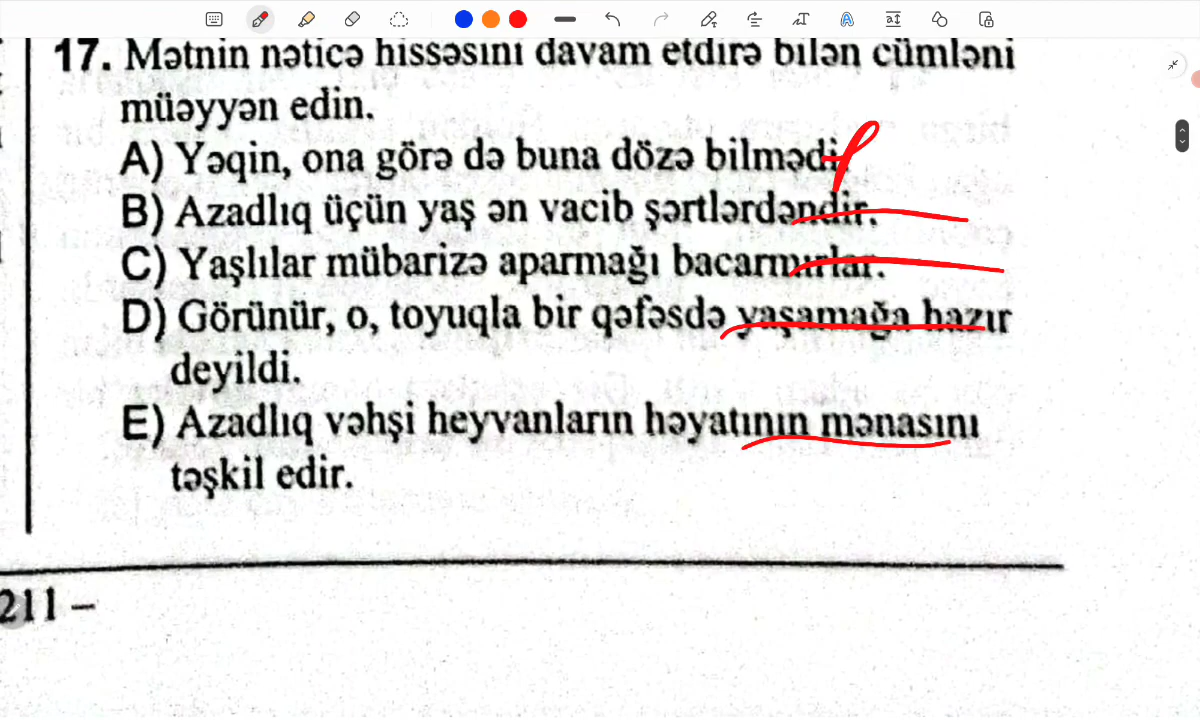 17. Mətnin nəticə hissəsini davam etdirə bilən cümləni
müəyyən edin.
A) Yəqin, ona görə də buna dözə bilmədi.
B) Azadlıq üçün yaş ən vacib şərtlərdəndir.
C) Yaşlılar mübarizə aparmağı bacarmırlar.
D) Görünür, o, toyuqla bir qəfəsdə yaşamağa hazır
deyildi.
E) Azadlıq vəhşi heyvanların həyatının mənasını
təşkil edir.
211 –